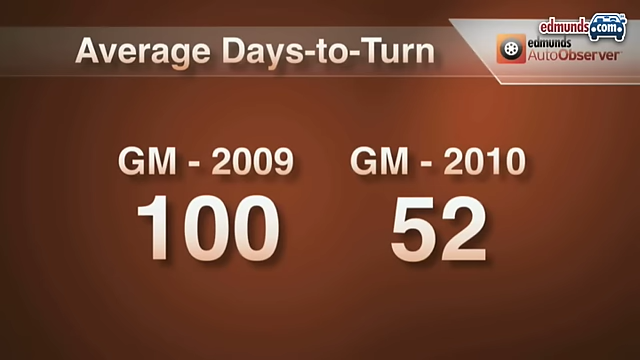 edmunds.com
Average Days-to-Turn
edmunds
AutoObserver
GM - 2009
GM - 2010
100
52